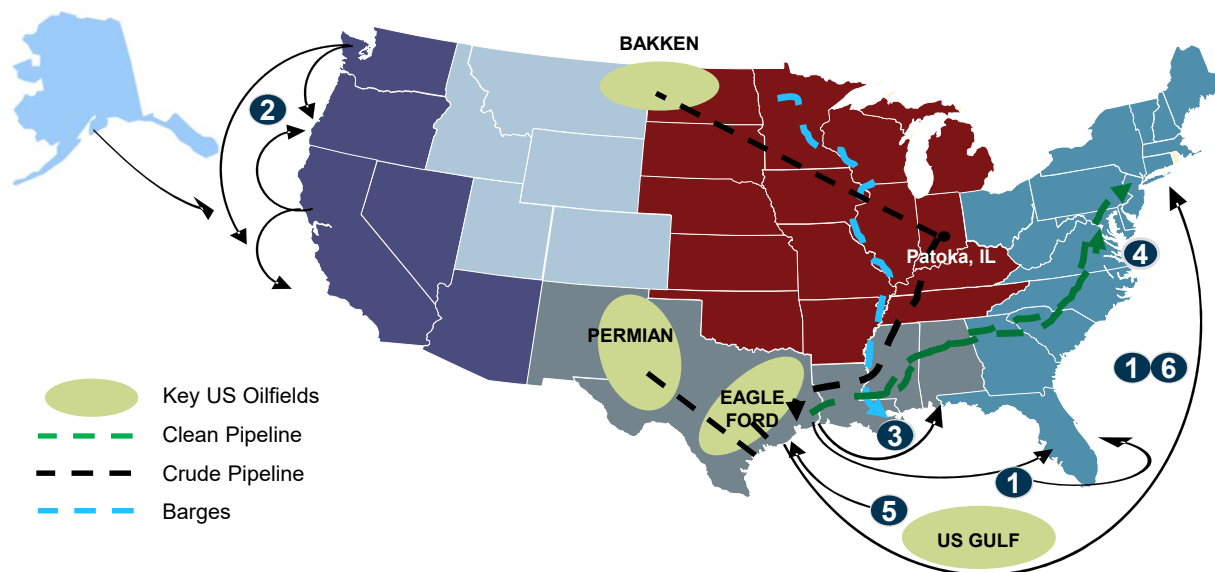 BAKKEN
2
Patoka, IL
4
PERMIAN
1 6
Key US Oilfields
EAGLE
FORD
Clean Pipeline
3
Crude Pipeline
1
Barges
5
US GULF